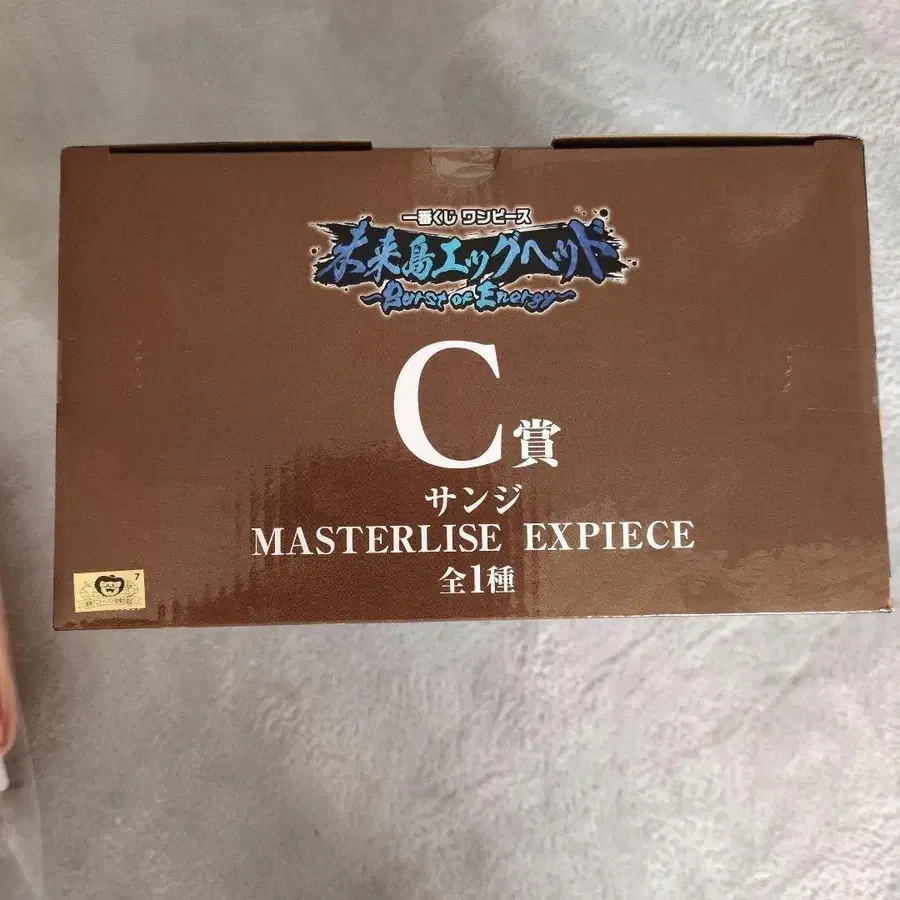 一番くじ ワンピース
未来島エッグヘッド
~Burst of Energy~
C賞
サンジ
MASTERLISE EXPIECE
全1種
7